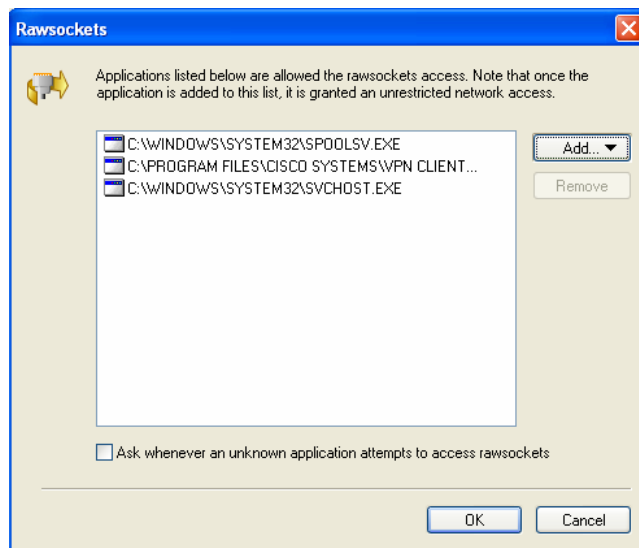 Rawsockets
Applications listed below are allowed the rawsockets access. Note that once the
application is added to this list, it is granted an unrestricted network access.
C:\WINDOWS\SYSTEM32\SPOOLSV.EXE
C:\PROGRAM FILES\CISCO SYSTEMS\VPN CLIENT...
C:\WINDOWS\SYSTEM32\SVCHOST.EXE
Add...
Remove
Ask whenever an unknown application attempts to access rawsockets
OK
Cancel